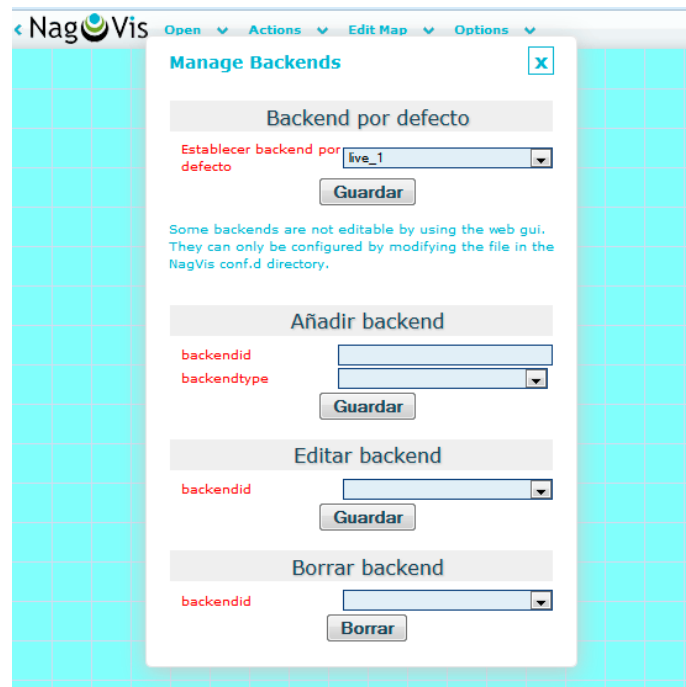 NagVis Open Actions Edit Map Options
Manage Backends x
Backend por defecto
Establecer backend por
defecto
live_1
Guardar
Some backends are not editable by using the web gui.
They can only be configured by modifying the file in the
NagVis conf.d directory.
Añadir backend
backendid
backendtype
Guardar
Editar backend
backendid
Guardar
Borrar backend
backendid
Borrar